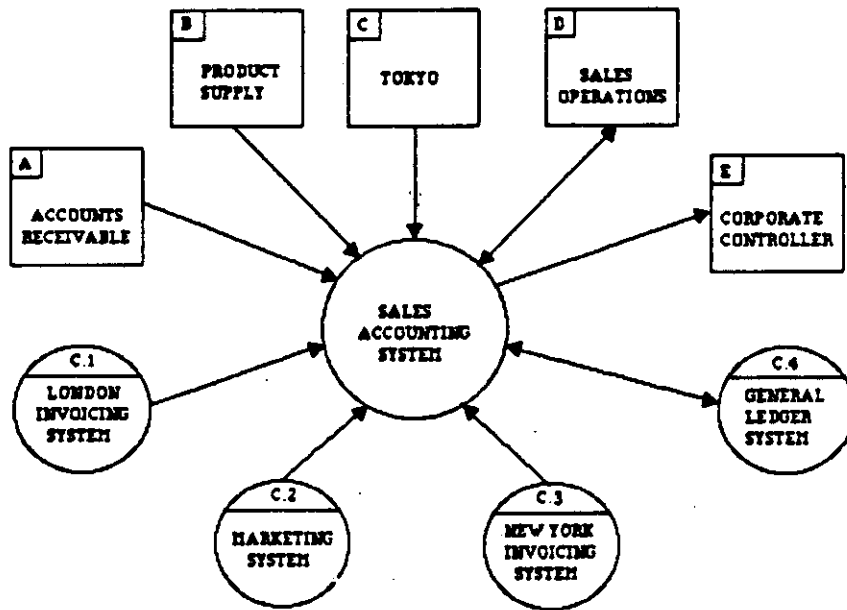 B
PRODUCT
SUPPLY
C
TOKYO
D
SALES
OPERATIONS
A
ACCOUNTS
RECEIVABLE
E
CORPORATE
CONTROLLER
SALES
ACCOUNTING
SYSTEM
C.1
LONDON
INVOICING
SYSTEM
C.4
GENERAL
LEDGER
SYSTEM
C.2
MARKETING
SYSTEM
C.3
NEW YORK
INVOICING
SYSTEM